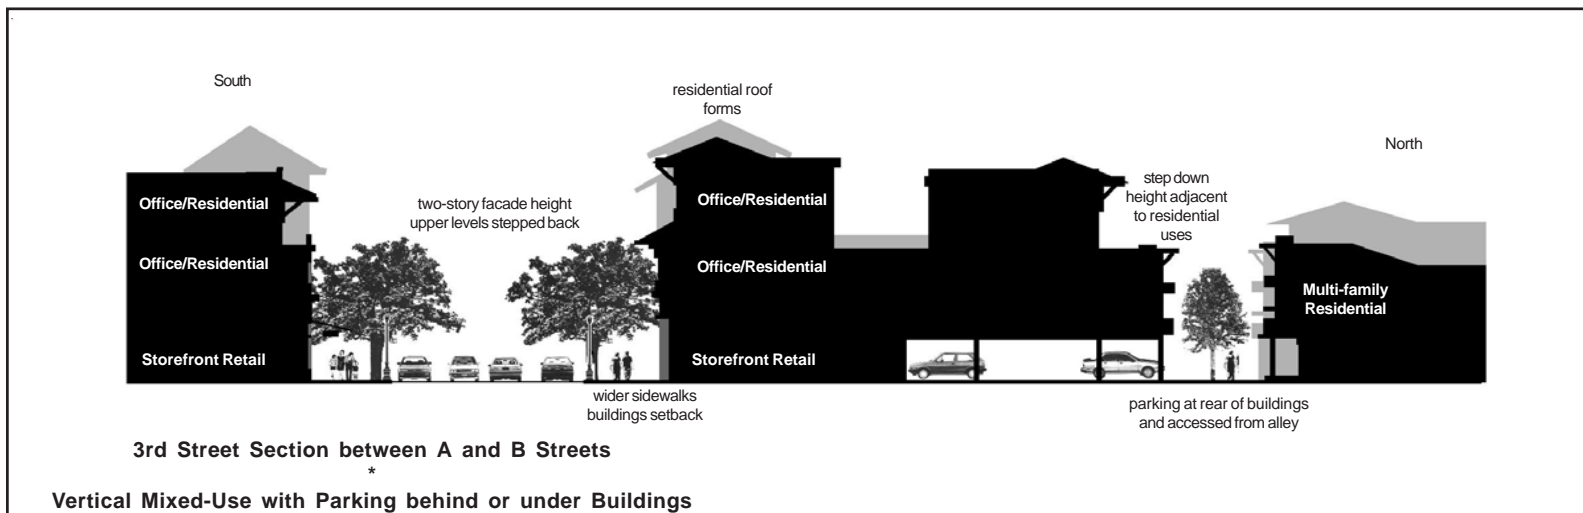 South
residential roof
forms
North
Office/Residential
two-story facade height
upper levels stepped back
Office/Residential
step down
height adjacent
to residential
uses
Office/Residential
Office/Residential
Multi-family
Residential
Storefront Retail
Storefront Retail
wider sidewalks
buildings setback
parking at rear of buildings
and accessed from alley
3rd Street Section between A and B Streets
*
Vertical Mixed-Use with Parking behind or under Buildings